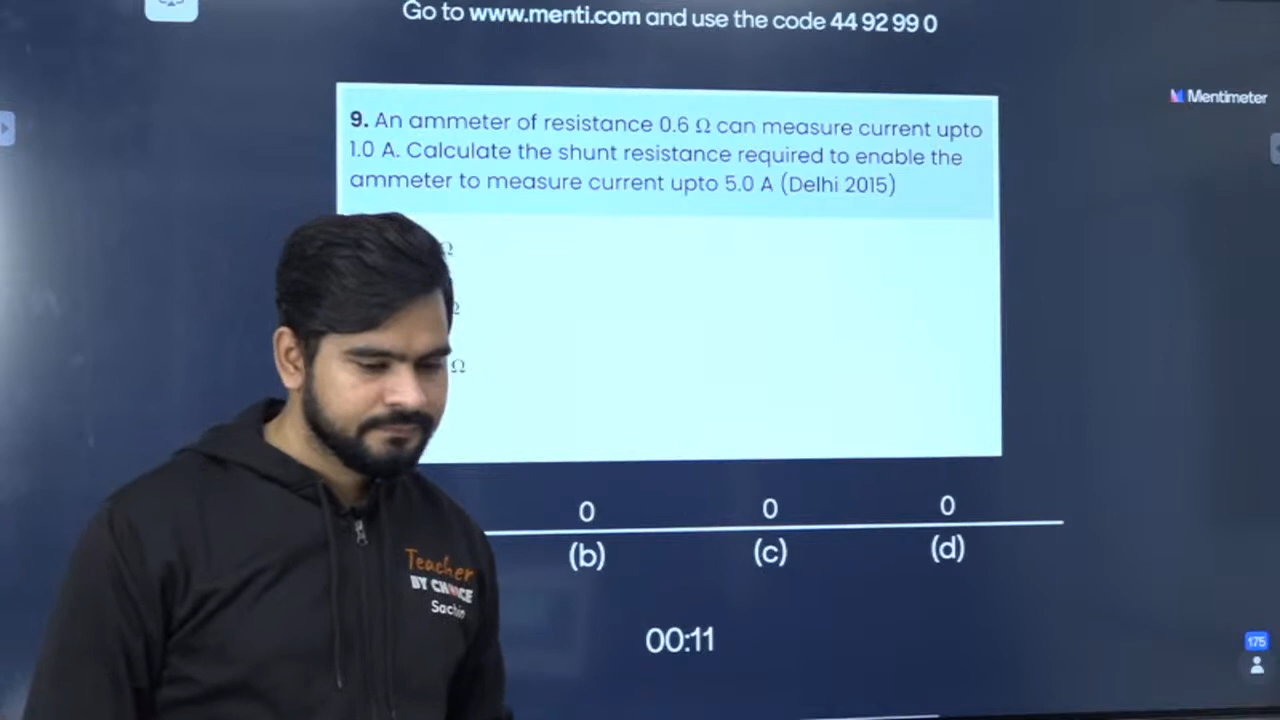 Go to www.menti.com and use the code 44 92 99 0
Mentimeter
9. An ammeter of resistance 0.6 Ω can measure current upto
1.0 A. Calculate the shunt resistance required to enable the
ammeter to measure current upto 5.0 A (Delhi 2015)
Ω
Ω
Ω
0
0
0
(b)
(c)
(d)
Teacher
BY CHOICE
Sachin
00:11
175